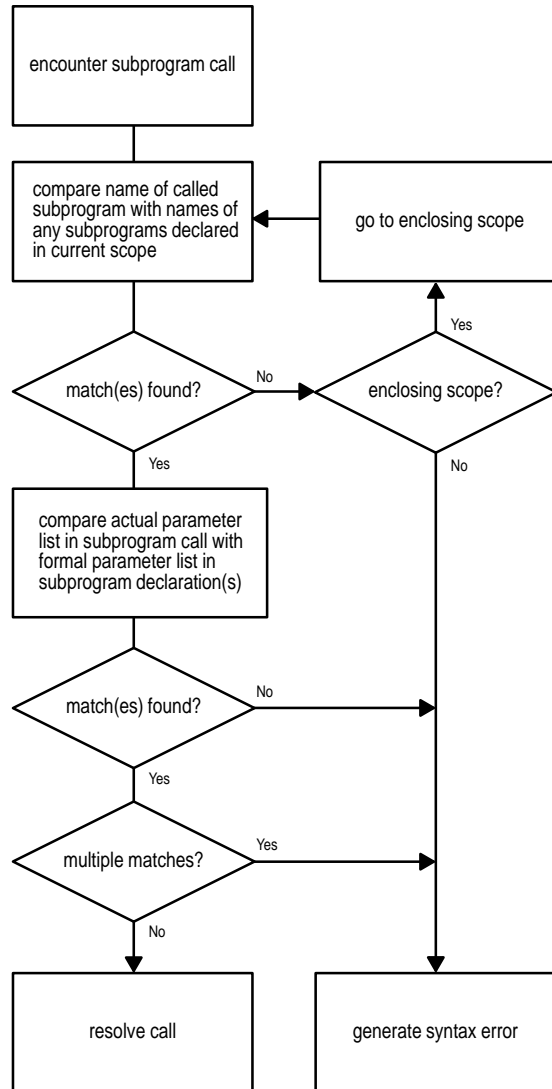 encounter subprogram call
compare name of called
subprogram with names of
any subprograms declared
in current scope
go to enclosing scope
Yes
match(es) found?
No
enclosing scope?
Yes
No
compare actual parameter
list in subprogram call with
formal parameter list in
subprogram declaration(s)
match(es) found?
No
Yes
multiple matches?
Yes
No
resolve call
generate syntax error